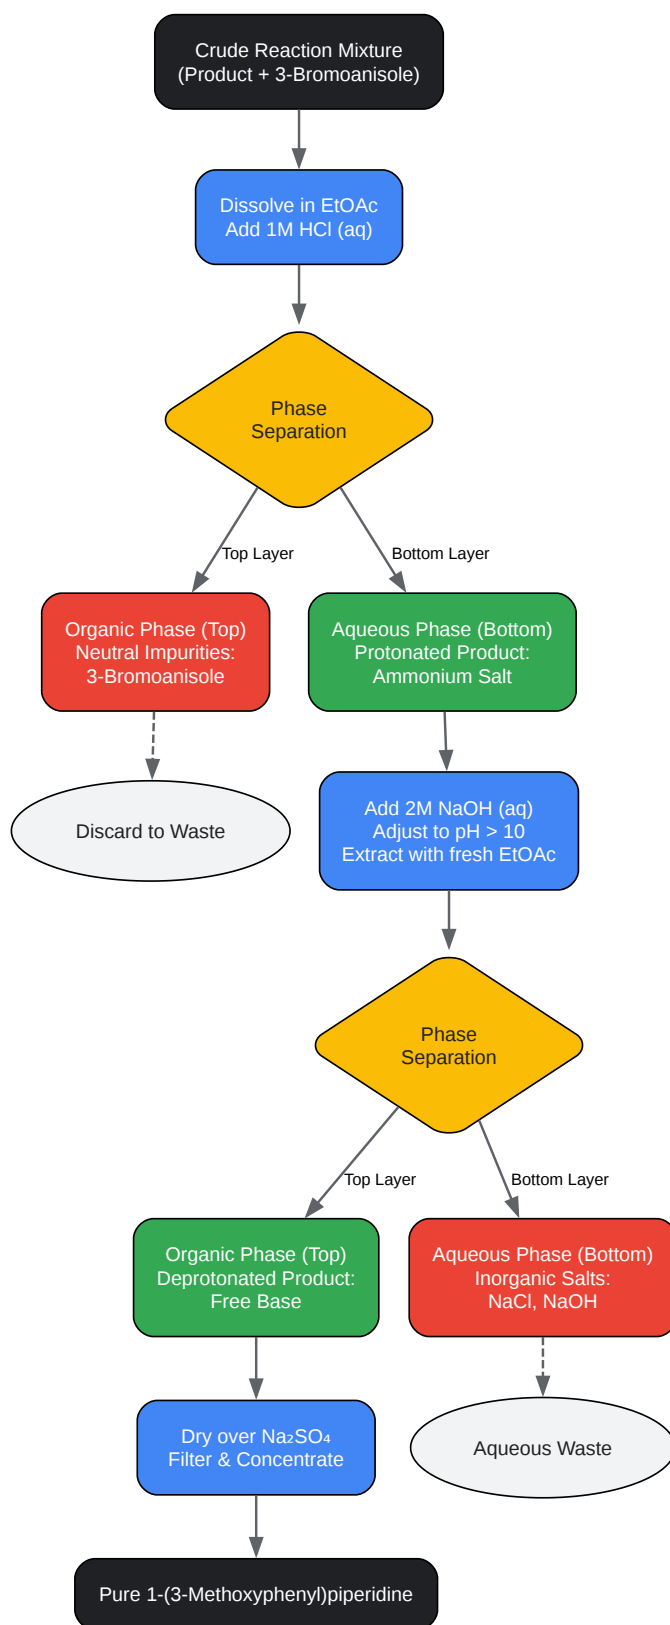 Crude Reaction Mixture
(Product + 3-Bromoanisole)
Dissolve in EtOAc
Add 1M HCl (aq)
Phase
Separation
Top Layer
Bottom Layer
Organic Phase (Top)
Neutral Impurities:
3-Bromoanisole
Aqueous Phase (Bottom)
Protonated Product:
Ammonium Salt
Discard to Waste
Add 2M NaOH (aq)
Adjust to pH > 10
Extract with fresh EtOAc
Phase
Separation
Top Layer
Bottom Layer
Organic Phase (Top)
Deprotonated Product:
Free Base
Aqueous Phase (Bottom)
Inorganic Salts:
NaCl, NaOH
Dry over Na₂SO₄
Filter & Concentrate
Aqueous Waste
Pure 1-(3-Methoxyphenyl)piperidine